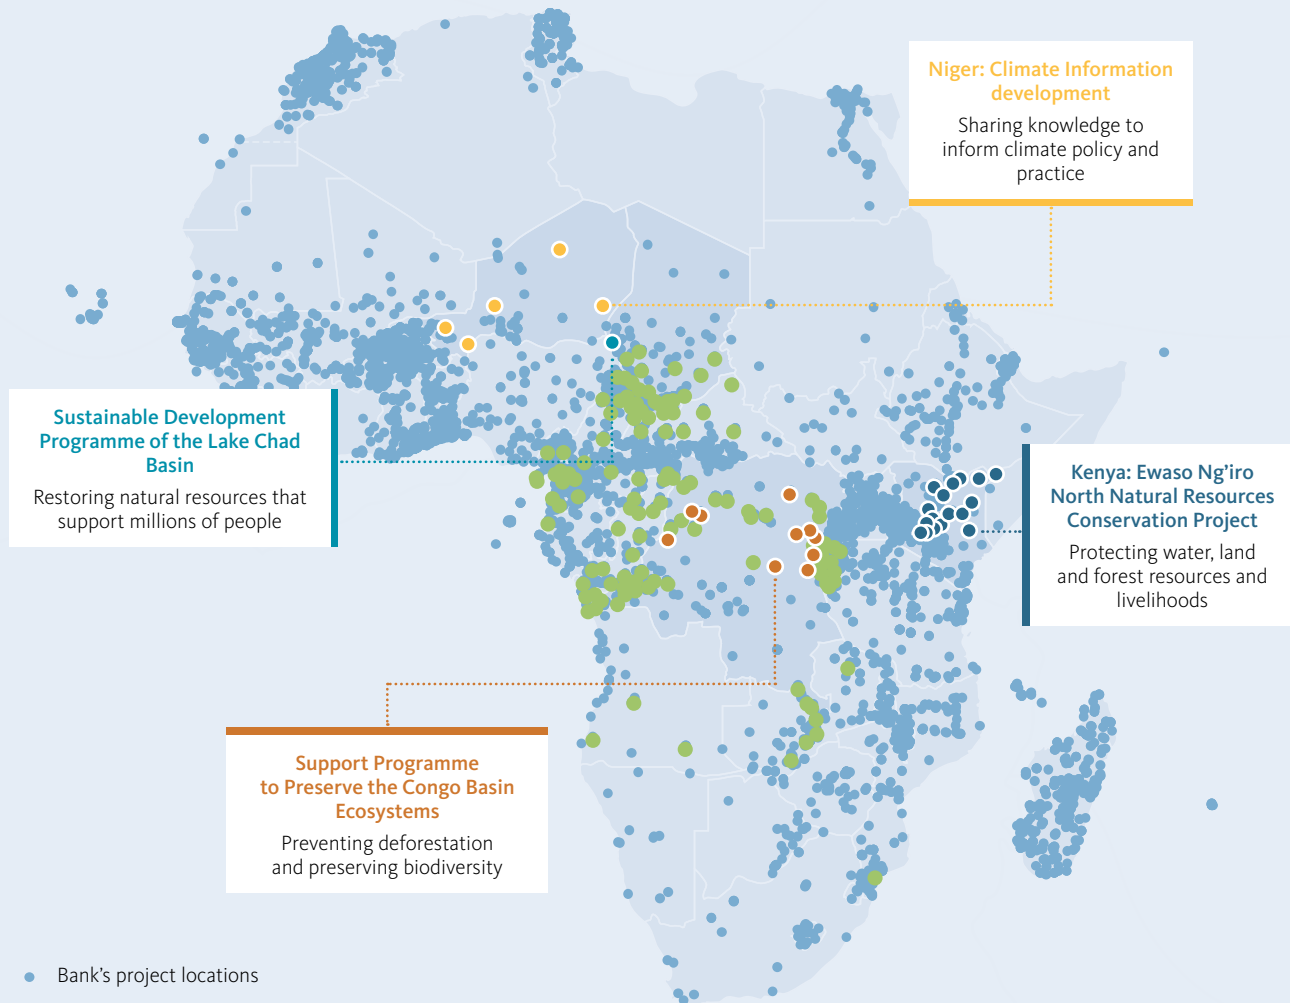 Niger: Climate Information
development
Sharing knowledge to
inform climate policy and
practice
Sustainable Development
Programme of the Lake Chad
Basin
Restoring natural resources that
support millions of people
Kenya: Ewaso Ng’iro
North Natural Resources
Conservation Project
Protecting water, land
and forest resources and
livelihoods
Support Programme
to Preserve the Congo Basin
Ecosystems
Preventing deforestation
and preserving biodiversity
Bank’s project locations